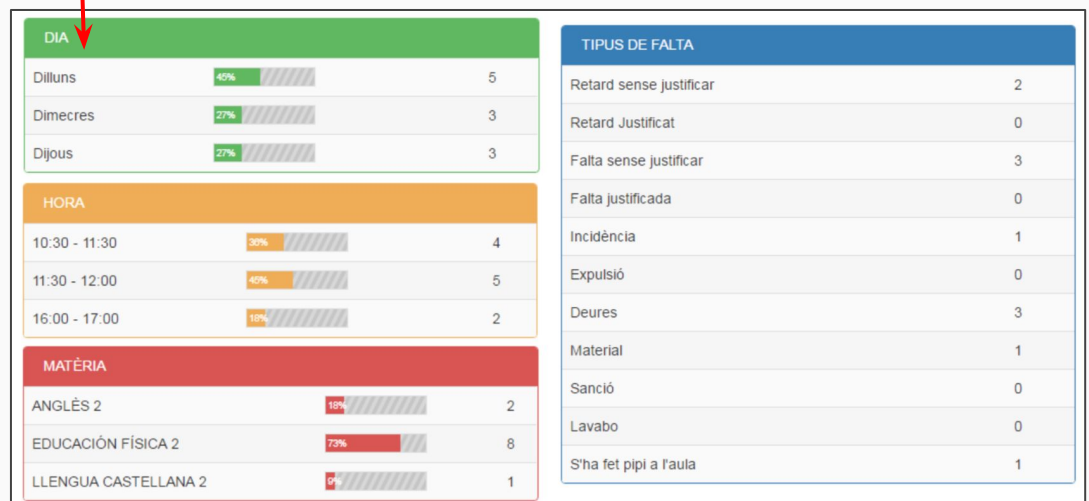 DIA
Dilluns 45% 5
Dimecres 27% 3
Dijous 27% 3
HORA
10:30 - 11:30 36% 4
11:30 - 12:00 45% 5
16:00 - 17:00 18% 2
MATÈRIA
ANGLÈS 2 18% 2
EDUCACIÓN FÍSICA 2 73% 8
LLENGUA CASTELLANA 2 9% 1
TIPUS DE FALTA
Retard sense justificar 2
Retard Justificat 0
Falta sense justificar 3
Falta justificada 0
Incidència 1
Expulsió 0
Deures 3
Material 1
Sanció 0
Lavabo 0
S'ha fet pipi a l'aula 1